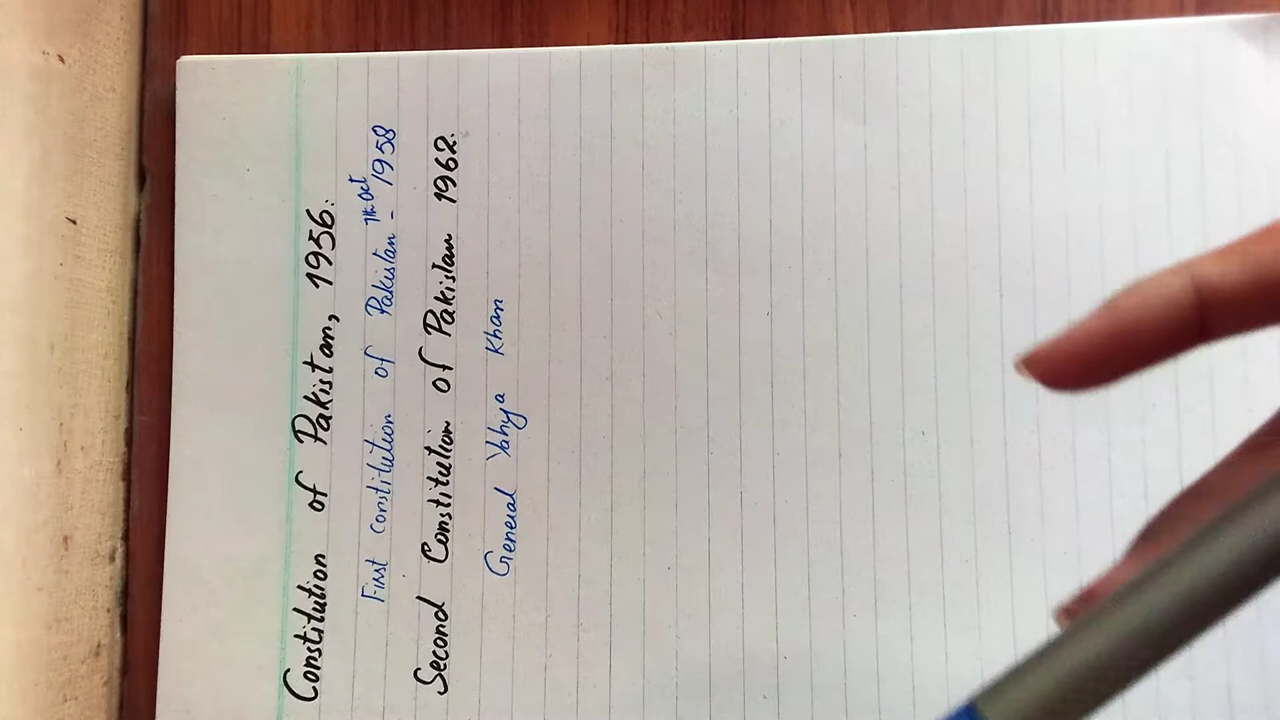 Constitution of Pakistan, 1956:
First constitution of Pakistan - 7th Oct 1958
Second Constitution of Pakistan 1962.
General Yahya Khan